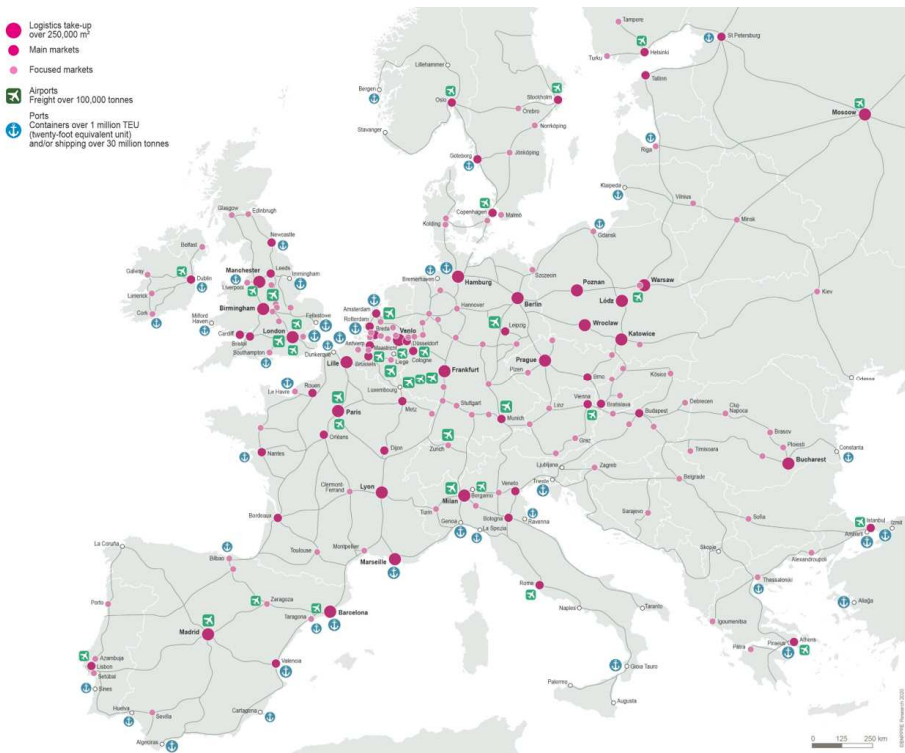 Logistics take-up
over 250,000 m²
Main markets
Focused markets
Airports
Freight over 100,000 tonnes
Ports
Containers over 1 million TEU
(twenty-foot equivalent unit)
and/or shipping over 30 million tonnes
Tampere
Turku
Helsinki
St Petersburg
Tallon
Lillehammer
Bergen
Oslo
Stockholm
Örebro
Stavanger
Norrköping
Moscow
Göteborg
Jönköping
Riga
Klaipeda
Vilnius
Minsk
Glasgow
Edinbrugh
Copenhagen
Malmö
Kolding
Gdansk
Newcastle
Belfast
Galway
Dublin
Manchester
Leeds
Immingham
Liverpool
Bremerhaven
Hamburg
Szczecin
Poznan
Warsaw
Kiev
Limerick
Cork
Milford
Haven
Birmingham
Felixstowe
Amsterdam
Rotterdam
Breda
Venlo
Hannover
Berlin
Lódz
Cardiff
Bristol
London
Southampton
Dunkerque
Antwerp
Maastricht
Düsseldorf
Leipzig
Wroclaw
Katowice
Lille
Brussels
Liege
Cologne
Frankfurt
Prague
Plzen
Brno
Kosice
Odessa
Le Havre
Rouen
Luxembourg
Metz
Stuttgart
Munich
Linz
Vienna
Bratislava
Budapest
Debrecen
Cluj
Napoca
Paris
Orléans
Nantes
Dijon
Zurich
Graz
Brasov
Ploiesti
Constanta
Timisoara
Bucharest
Ljubljana
Zagreb
Trieste
Belgrade
Clermont-
Ferrand
Lyon
Milan
Bergamo
Veneto
Turin
Genoa
La Spezia
Bologna
Ravenna
Sarajevo
Sofia
Bordeaux
Toulouse
Montpellier
Marseille
Skopje
Istanbul
Ambarli
Izmit
Alexandroupoli
Thessaloniki
La Coruña
Bilbao
Zaragoza
Tarragona
Barcelona
Rome
Naples
Taranto
Igoumenitsa
Aliağa
Porto
Madrid
Azambuja
Lisbon
Setúbal
Sines
Valencia
Gioia Tauro
Pátra
Piraeus
Athens
Palermo
Augusta
Huelva
Sevilla
Cartagena
Algesiras
0 125 250 km